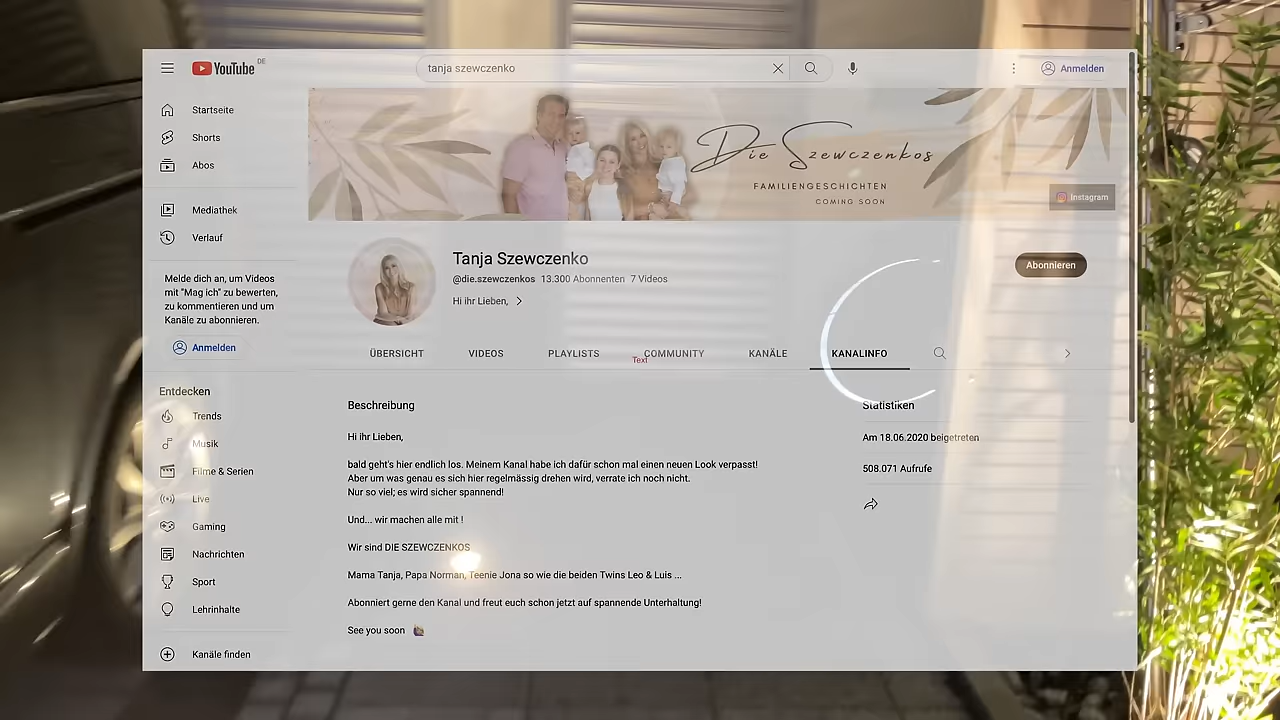 YouTube DE
tanja szewczenko
Anmelden
Startseite
Shorts
Abos
Mediathek
Verlauf
Melde dich an, um Videos
mit "Mag ich" zu bewerten,
zu kommentieren und um
Kanäle zu abonnieren.
Anmelden
Entdecken
Trends
Musik
Filme & Serien
Live
Gaming
Nachrichten
Sport
Lehrinhalte
Kanäle finden
Die Szewczenkos
FAMILIENGESCHICHTEN
COMING SOON
Instagram
Tanja Szewczenko
@die.szewczenkos 13.300 Abonnenten 7 Videos
Hi ihr Lieben,
Abonnieren
ÜBERSICHT VIDEOS PLAYLISTS COMMUNITY KANÄLE KANALINFO
Text
Beschreibung
Hi ihr Lieben,
bald geht's hier endlich los. Meinem Kanal habe ich dafür schon mal einen neuen Look verpasst!
Aber um was genau es sich hier regelmässig drehen wird, verrate ich noch nicht.
Nur so viel; es wird sicher spannend!
Und... wir machen alle mit !
Wir sind DIE SZEWCZENKOS
Mama Tanja, Papa Norman, Teenie Jona so wie die beiden Twins Leo & Luis ...
Abonniert gerne den Kanal und freut euch schon jetzt auf spannende Unterhaltung!
See you soon
Statistiken
Am 18.06.2020 beigetreten
508.071 Aufrufe